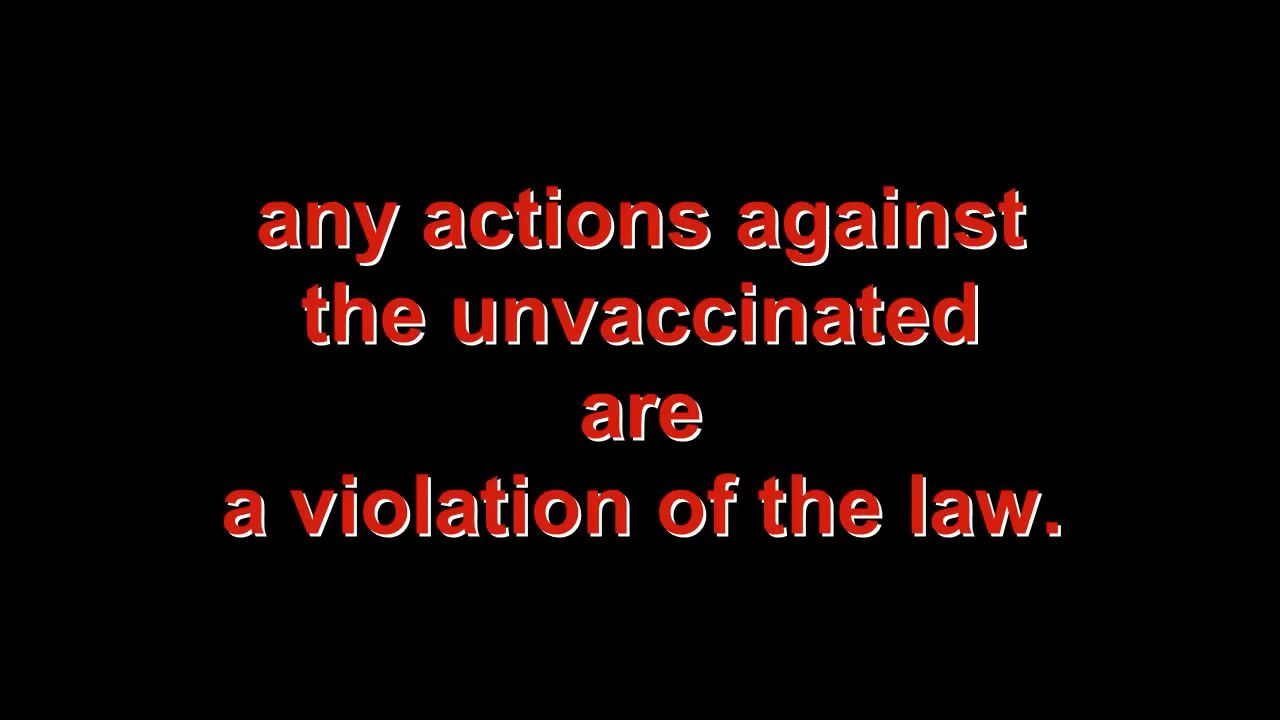 any actions against
the unvaccinated
are
a violation of the law.